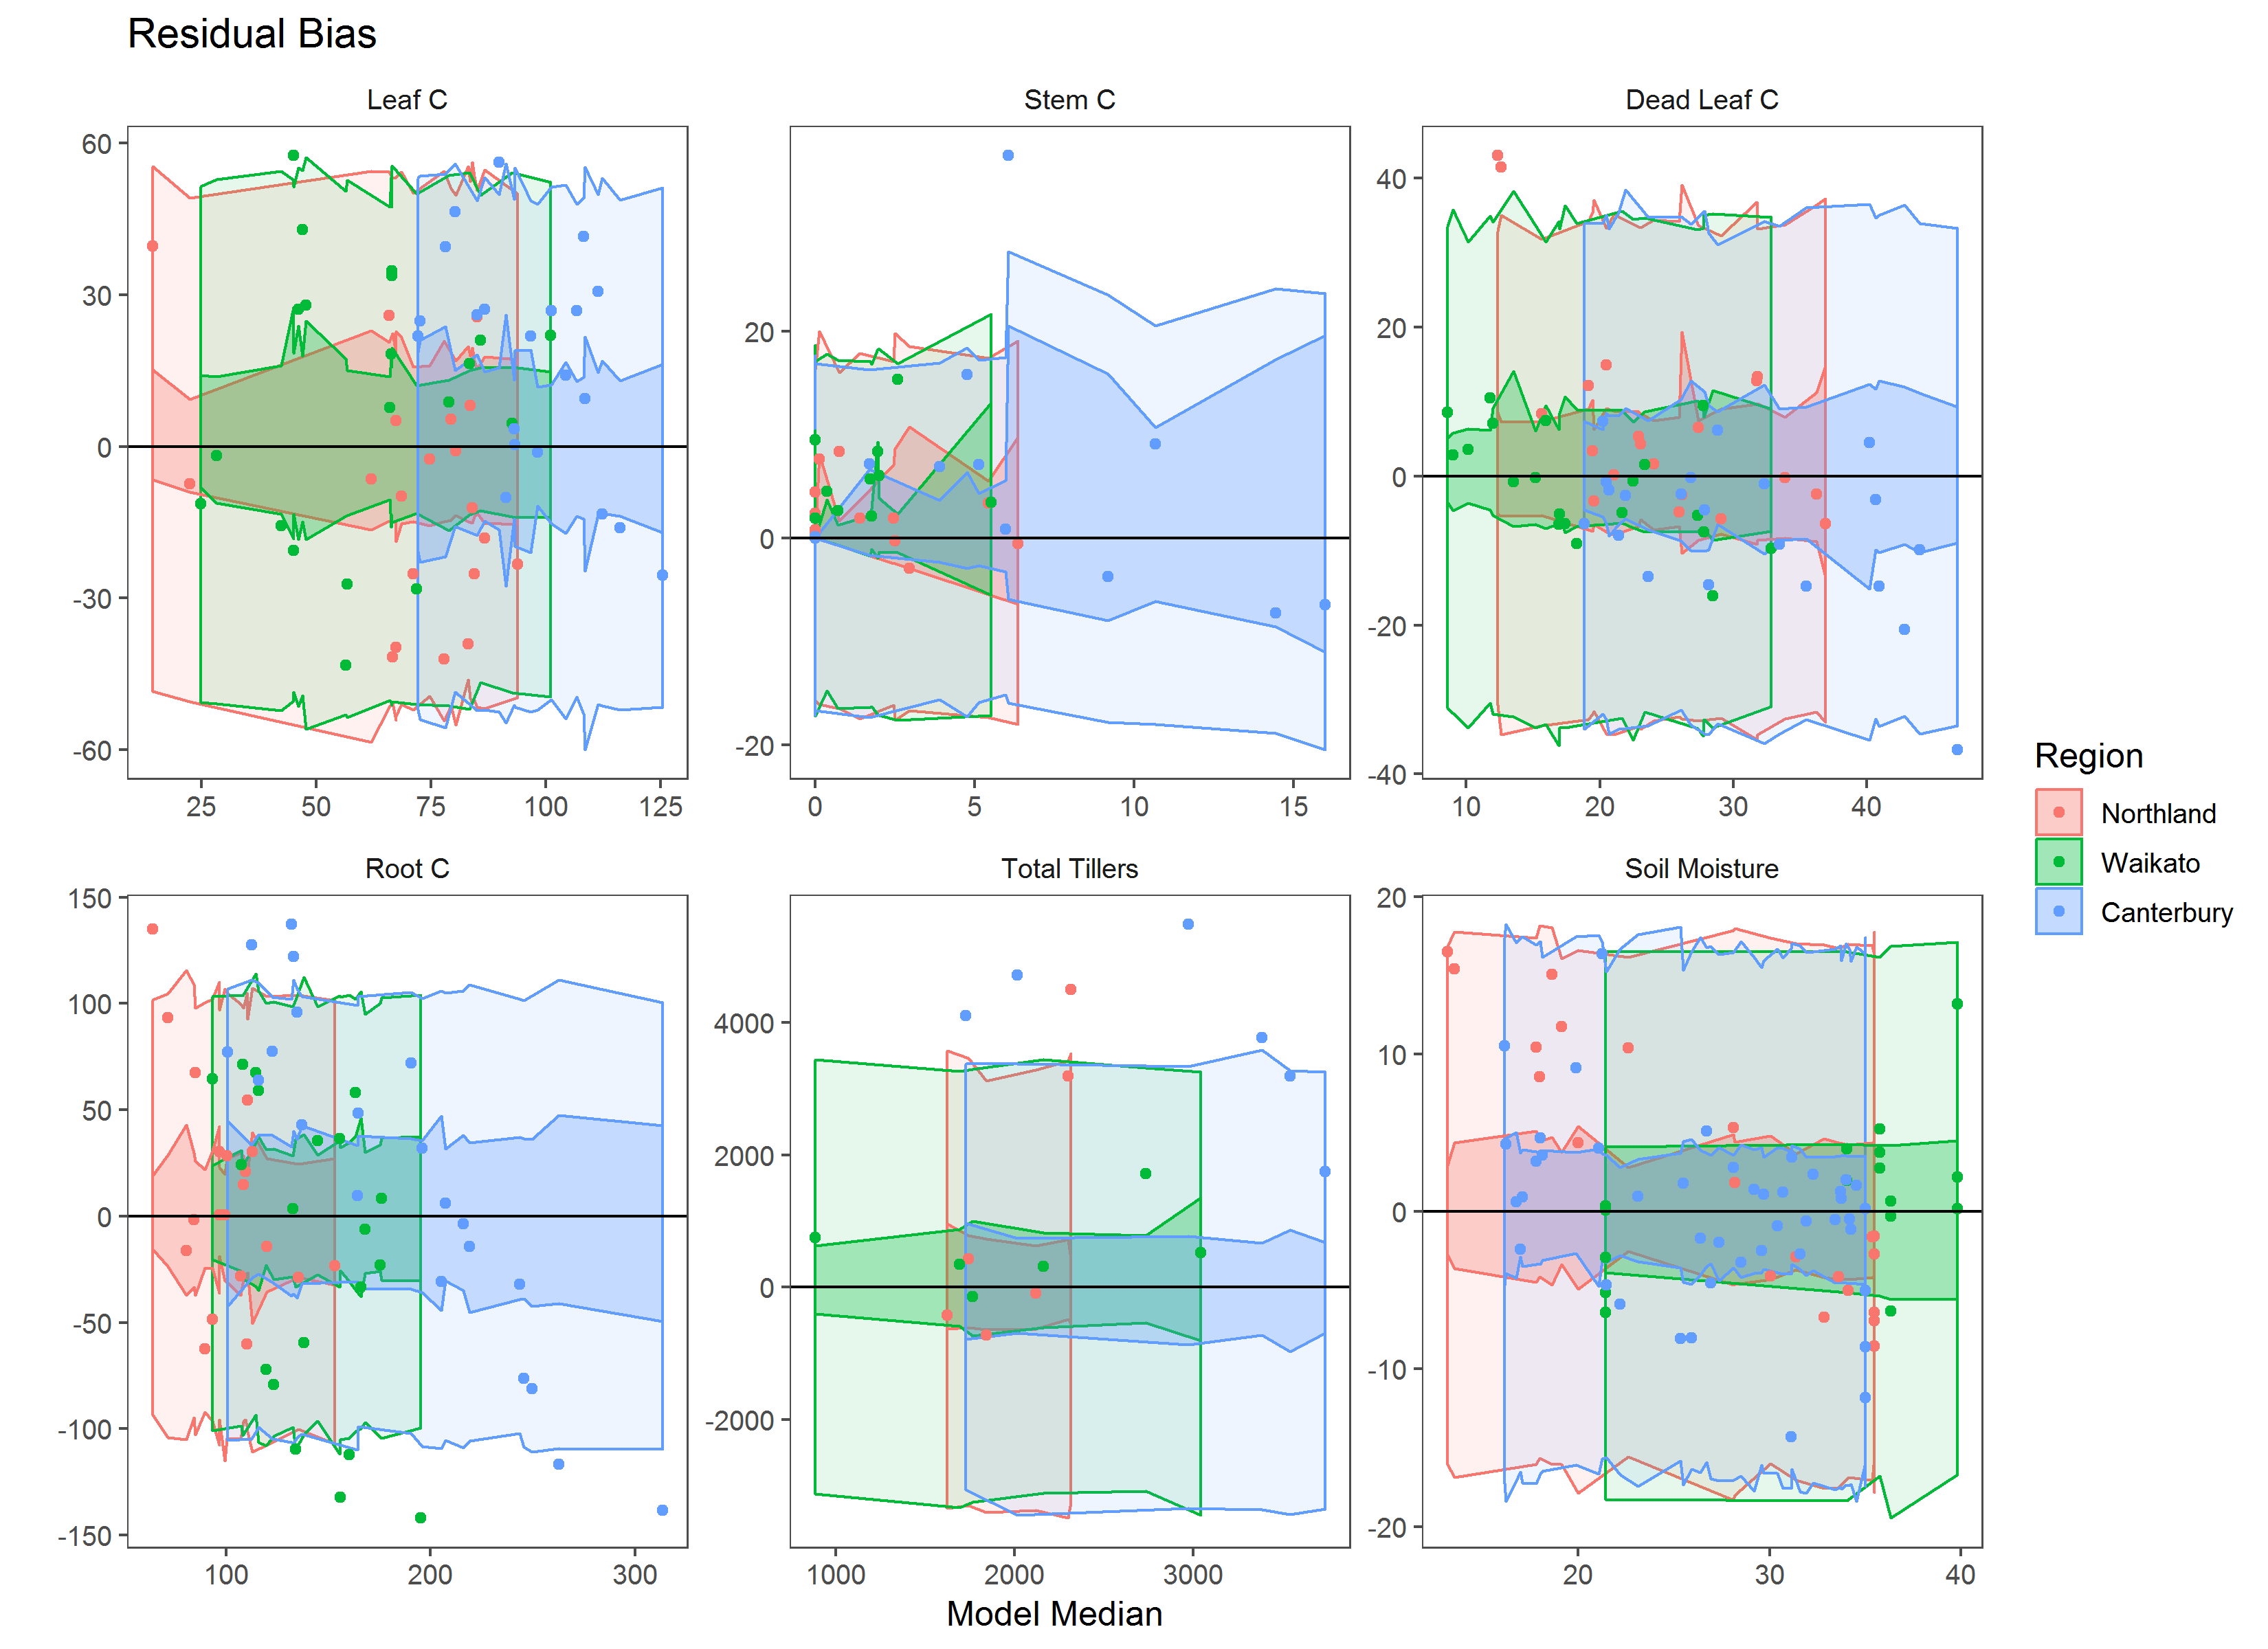 Residual Bias
Leaf C
Stem C
Dead Leaf C
60
30
0
-30
-60
25 50 75 100 125
20
0
-20
0 5 10 15
40
20
0
-20
-40
10 20 30 40
Root C
Total Tillers
Soil Moisture
150
100
50
0
-50
-100
-150
100 200 300
4000
2000
0
-2000
1000 2000 3000
20
10
0
-10
-20
20 30 40
Model Median
Region
Northland
Waikato
Canterbury